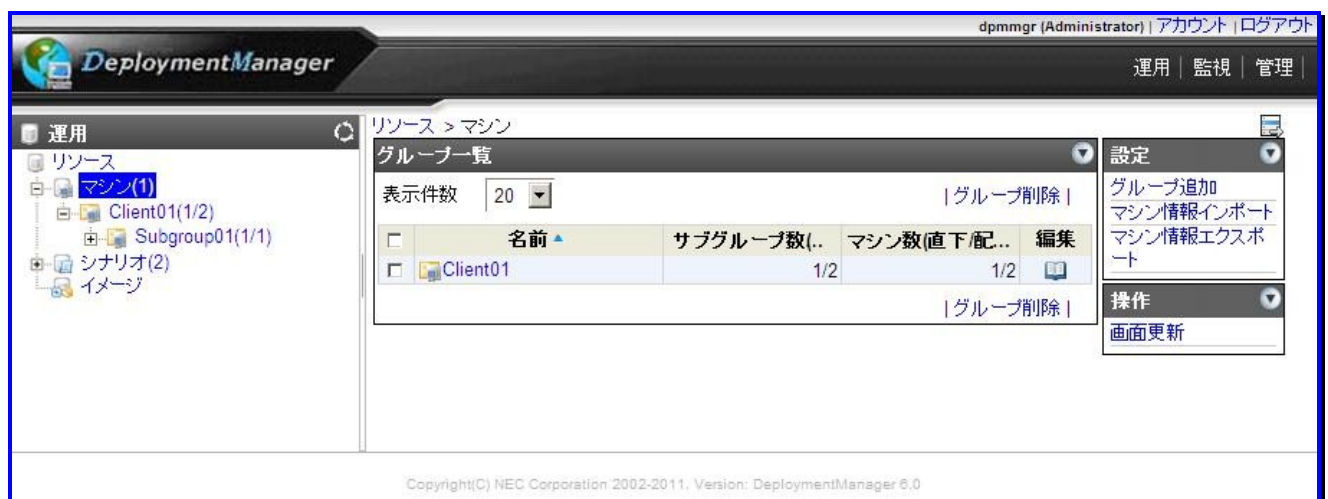 dpmmgr (Administrator) | アカウント | ログアウト
DeploymentManager
運用 | 監視 | 管理 |
運用
リソース
マシン(1)
Client01(1/2)
Subgroup01(1/1)
シナリオ(2)
イメージ
リソース > マシン
グループ一覧
表示件数 20
| グループ削除 |
名前 サブグループ数(.. マシン数(直下/配... 編集
Client01 1/2 1/2
| グループ削除 |
設定
グループ追加
マシン情報インポート
マシン情報エクスポ
ート
操作
画面更新
Copyright(C) NEC Corporation 2002-2011, Version: DeploymentManager 6.0